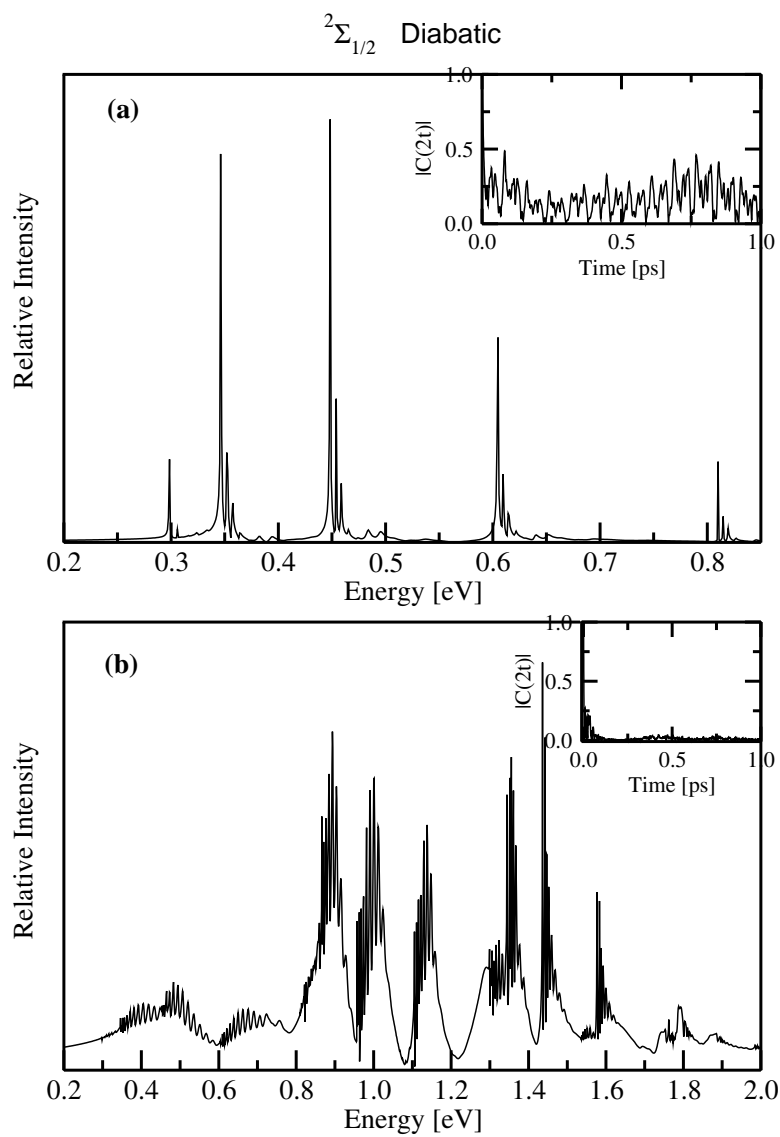 ²Σ₁/₂ Diabatic
(a)
Relative Intensity
0.2 0.3 0.4 0.5 0.6 0.7 0.8
Energy [eV]
|C(2t)|
1.0
0.5
0.0
0.0 0.5 1.0
Time [ps]
(b)
Relative Intensity
0.2 0.4 0.6 0.8 1.0 1.2 1.4 1.6 1.8 2.0
Energy [eV]
|C(2t)|
1.0
0.5
0.0
0.0 0.5 1.0
Time [ps]